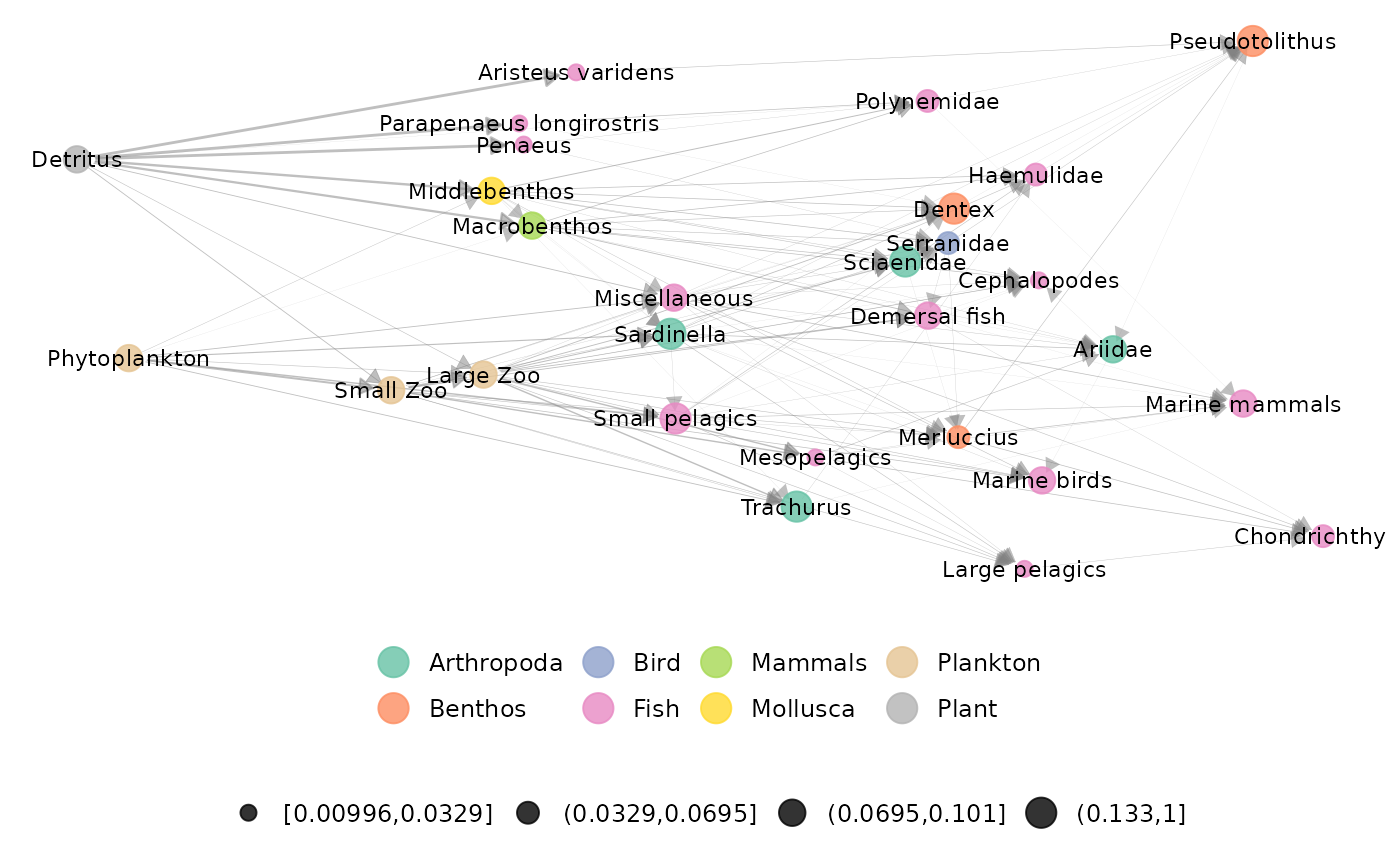 Pseudotolithus
Aristeus varidens
Polynemidae
Parapenaeus longirostris
Penaeus
Detritus
Haemulidae
Middlebenthos
Dentex
Macrobenthos
Serranidae
Sciaenidae
Cephalopodes
Miscellaneous
Demersal fish
Sardinella
Ariidae
Phytoplankton
Large Zoo
Small Zoo
Marine mammals
Small pelagics
Merluccius
Mesopelagics
Marine birds
Trachurus
Chondrichthy
Large pelagics
Arthropoda Bird Mammals Plankton
Benthos Fish Mollusca Plant
[0.00996,0.0329] (0.0329,0.0695] (0.0695,0.101] (0.133,1]